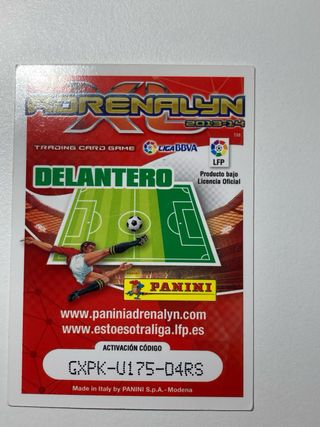 ADRENALYN
XL
2013-14
TRADING CARD GAME
LIGA BBVA
LFP
DELANTERO
Producto bajo
Licencia Oficial
PANINI
www.paniniadrenalyn.com
www.estoesotraliga.lfp.es
ACTIVACIÓN CÓDIGO
GXPK-U175-D4RS
Made in Italy by PANINI S.p.A. - Modena